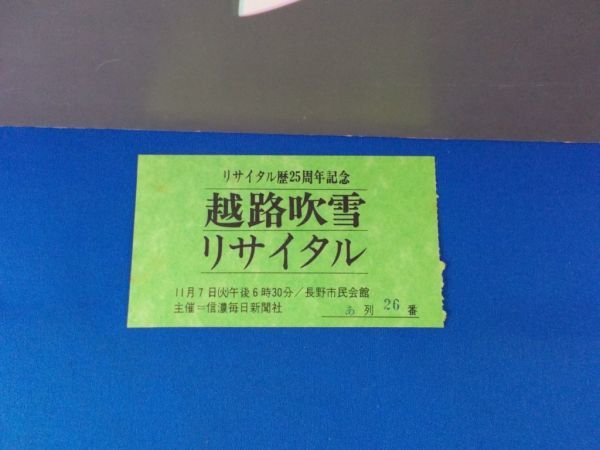 リサイタル歴25周年記念
越路吹雪
リサイタル
11月7日(火)午後6時30分/長野市民会館
主催=信濃毎日新聞社
あ列26番